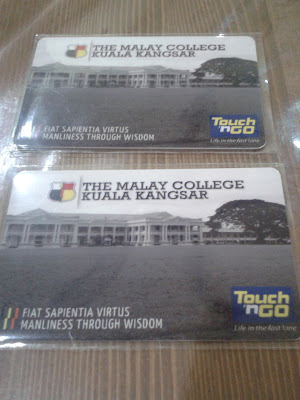 THE MALAY COLLEGE
KUALA KANGSAR
FIAT SAPIENTIA VIRTUS
MANLINESS THROUGH WISDOM
Touch
'n GO
Life in the fast lane
THE MALAY COLLEGE
KUALA KANGSAR
FIAT SAPIENTIA VIRTUS
MANLINESS THROUGH WISDOM
Touch
'n GO
Life in the fast lane